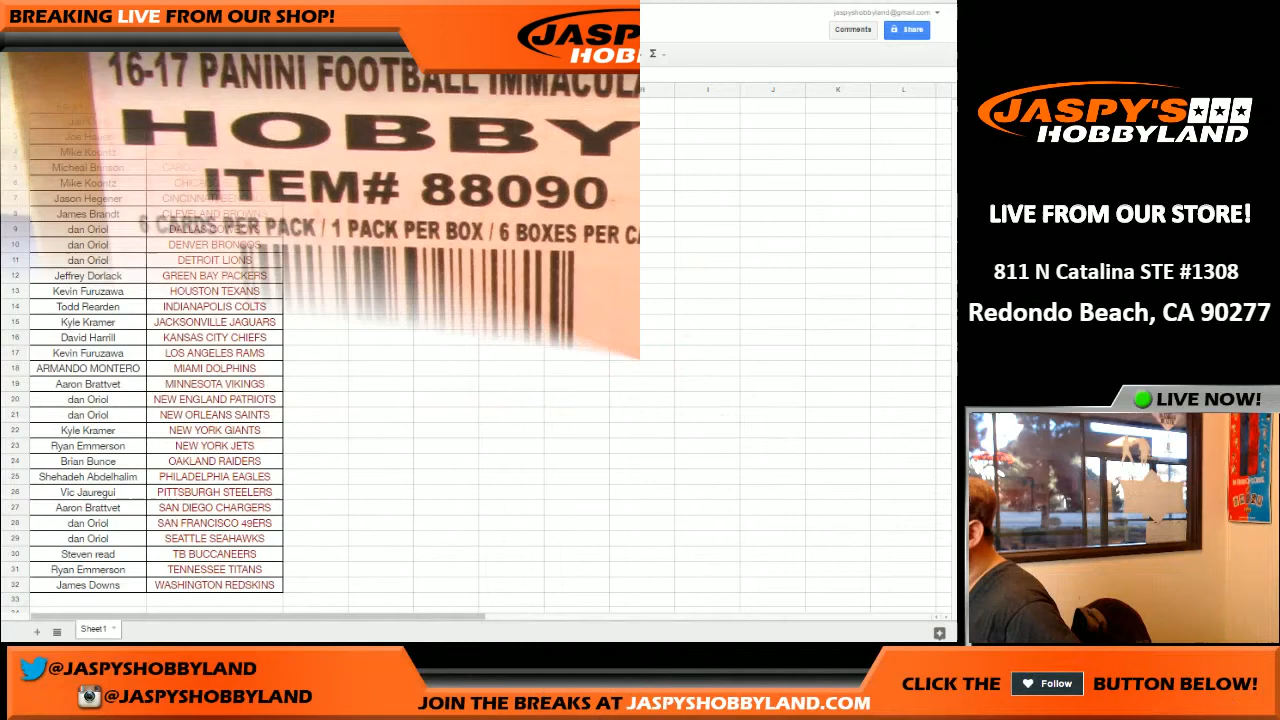 BREAKING LIVE FROM OUR SHOP!
JASPY
HOBB
16-17 PANINI FOOTBALL IMMACULA
HOBBY
ITEM# 88090
6 CARDS PER PACK / 1 PACK PER BOX / 6 BOXES PER CA
jaspyshobbyland@gmail.com
Comments
Share
Σ
I J K L
4 Mike Koontz
5 Micheal Brinson
6 Mike Koontz
7 Jason Hegener CINCINNATI BENGALS
8 James Brandt CLEVELAND BROWNS
9 dan Oriol DALLAS COWBOYS
10 dan Oriol DENVER BRONCOS
11 dan Oriol DETROIT LIONS
12 Jeffrey Dorlack GREEN BAY PACKERS
13 Kevin Furuzawa HOUSTON TEXANS
14 Todd Rearden INDIANAPOLIS COLTS
15 Kyle Kramer JACKSONVILLE JAGUARS
16 David Harrill KANSAS CITY CHIEFS
17 Kevin Furuzawa LOS ANGELES RAMS
18 ARMANDO MONTERO MIAMI DOLPHINS
19 Aaron Brattvet MINNESOTA VIKINGS
20 dan Oriol NEW ENGLAND PATRIOTS
21 dan Oriol NEW ORLEANS SAINTS
22 Kyle Kramer NEW YORK GIANTS
23 Ryan Emmerson NEW YORK JETS
24 Brian Bunce OAKLAND RAIDERS
25 Shehadeh Abdelhalim PHILADELPHIA EAGLES
26 Vic Jauregui PITTSBURGH STEELERS
27 Aaron Brattvet SAN DIEGO CHARGERS
28 dan Oriol SAN FRANCISCO 49ERS
29 dan Oriol SEATTLE SEAHAWKS
30 Steven read TB BUCCANEERS
31 Ryan Emmerson TENNESSEE TITANS
32 James Downs WASHINGTON REDSKINS
33
Sheet1
JASPY'S
HOBBYLAND
LIVE FROM OUR STORE!
811 N Catalina STE #1308
Redondo Beach, CA 90277
LIVE NOW!
@JASPYSHOBBYLAND
@JASPYSHOBBYLAND
JOIN THE BREAKS AT JASPYSHOBBYLAND.COM
CLICK THE Follow BUTTON BELOW!